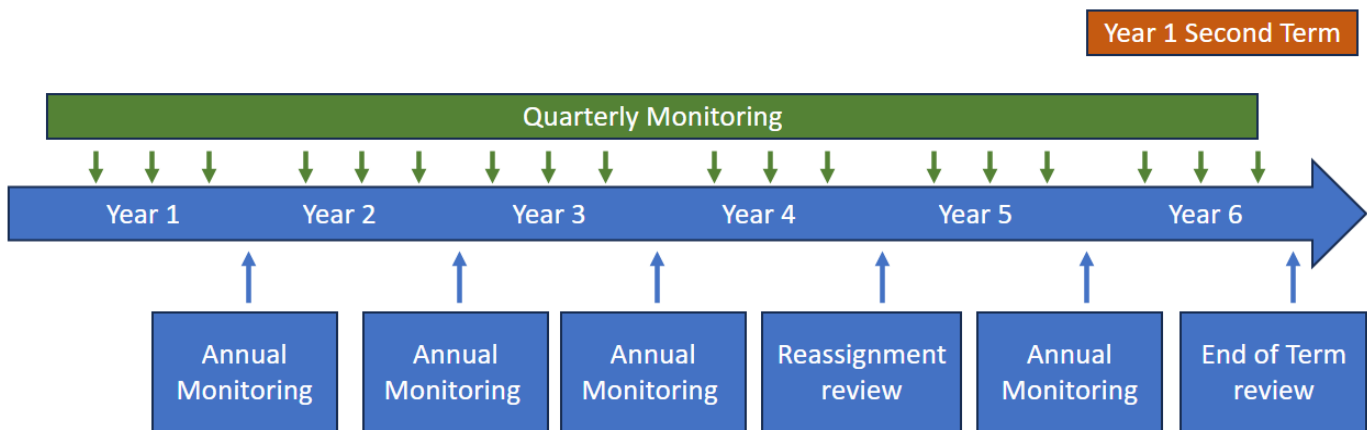 Year 1 Second Term
Quarterly Monitoring
Year 1
Year 2
Year 3
Year 4
Year 5
Year 6
Annual
Monitoring
Annual
Monitoring
Annual
Monitoring
Reassignment
review
Annual
Monitoring
End of Term
review